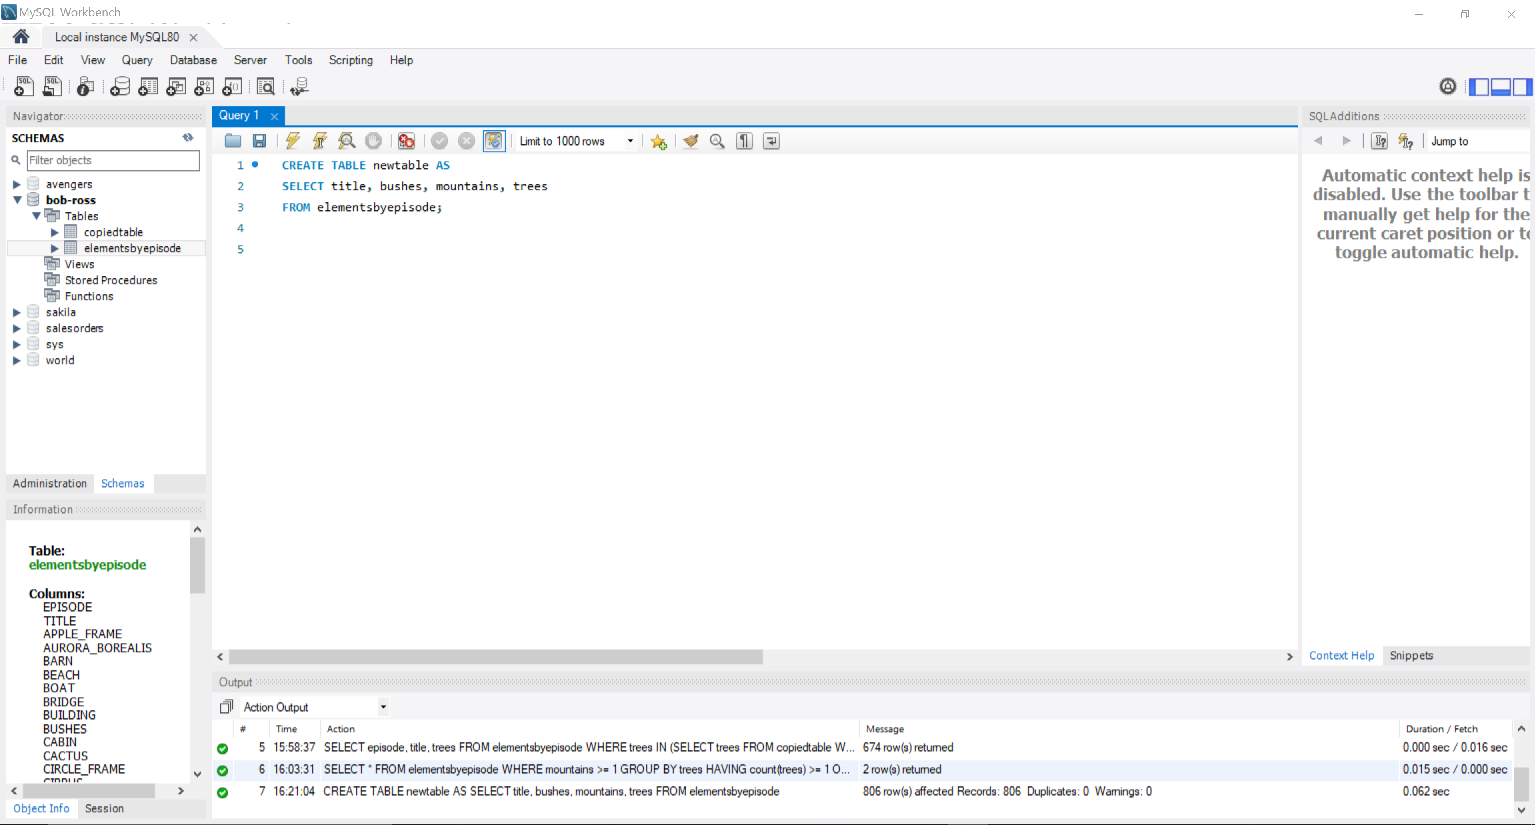 MySQL Workbench
Local instance MySQL80
File Edit View Query Database Server Tools Scripting Help
Navigator
SCHEMAS
Filter objects
avengers
bob-ross
Tables
copiedtable
elementsbyepisode
Views
Stored Procedures
Functions
sakila
salesorders
sys
world
Administration Schemas
Information
Table:
elementsbyepisode
Columns:
EPISODE
TITLE
APPLE_FRAME
AURORA_BOREALIS
BARN
BEACH
BOAT
BRIDGE
BUILDING
BUSHES
CABIN
CACTUS
CIRCLE_FRAME
Object Info Session
Query 1
Limit to 1000 rows
1 CREATE TABLE newtable AS
2 SELECT title, bushes, mountains, trees
3 FROM elementsbyepisode;
4
5
SQLAdditions
Jump to
Automatic context help is
disabled. Use the toolbar t
manually get help for the
current caret position or to
toggle automatic help.
Context Help Snippets
Output
Action Output
# Time Action Message Duration / Fetch
5 15:58:37 SELECT episode, title, trees FROM elementsbyepisode WHERE trees IN (SELECT trees FROM copiedtable W... 674 row(s) returned 0.000 sec / 0.016 sec
6 16:03:31 SELECT * FROM elementsbyepisode WHERE mountains >= 1 GROUP BY trees HAVING count(trees) >= 1 O... 2 row(s) returned 0.015 sec / 0.000 sec
7 16:21:04 CREATE TABLE newtable AS SELECT title, bushes, mountains, trees FROM elementsbyepisode 806 row(s) affected Records: 806 Duplicates: 0 Warnings: 0 0.062 sec